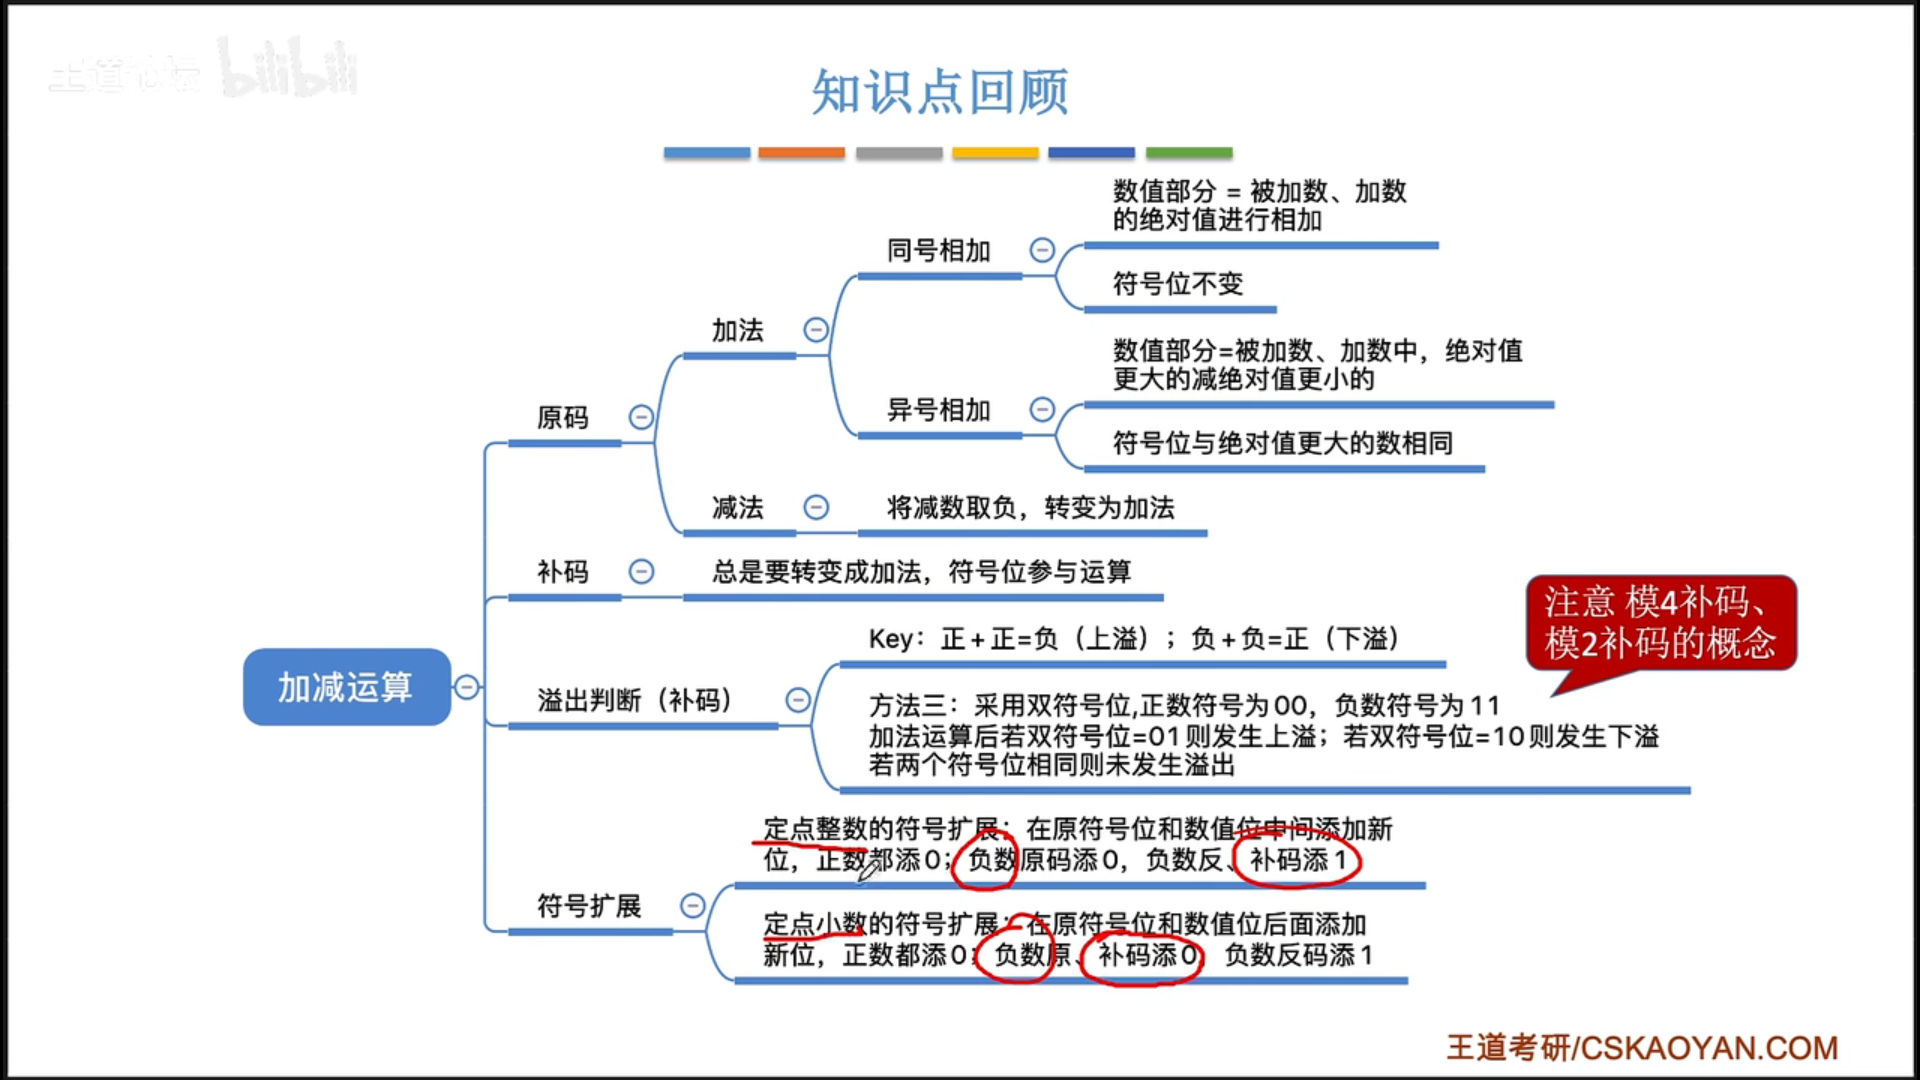 王道论坛 bilibili
知识点回顾
数值部分 = 被加数、加数
的绝对值进行相加
同号相加
符号位不变
加法
数值部分=被加数、加数中，绝对值
更大的减绝对值更小的
异号相加
原码
符号位与绝对值更大的数相同
减法
将减数取负，转变为加法
补码
总是要转变成加法，符号位参与运算
注意 模4补码、
模2补码的概念
Key：正+正=负（上溢）；负+负=正（下溢）
加减运算
溢出判断（补码）
方法三：采用双符号位,正数符号为00，负数符号为11
加法运算后若双符号位=01则发生上溢；若双符号位=10则发生下溢
若两个符号位相同则未发生溢出
定点整数的符号扩展：在原符号位和数值位中间添加新
位，正数都添0；负数原码添0，负数反、补码添1
符号扩展
定点小数的符号扩展：在原符号位和数值位后面添加
新位，正数都添0；负数原、补码添0，负数反码添1
王道考研/CSKAOYAN.COM